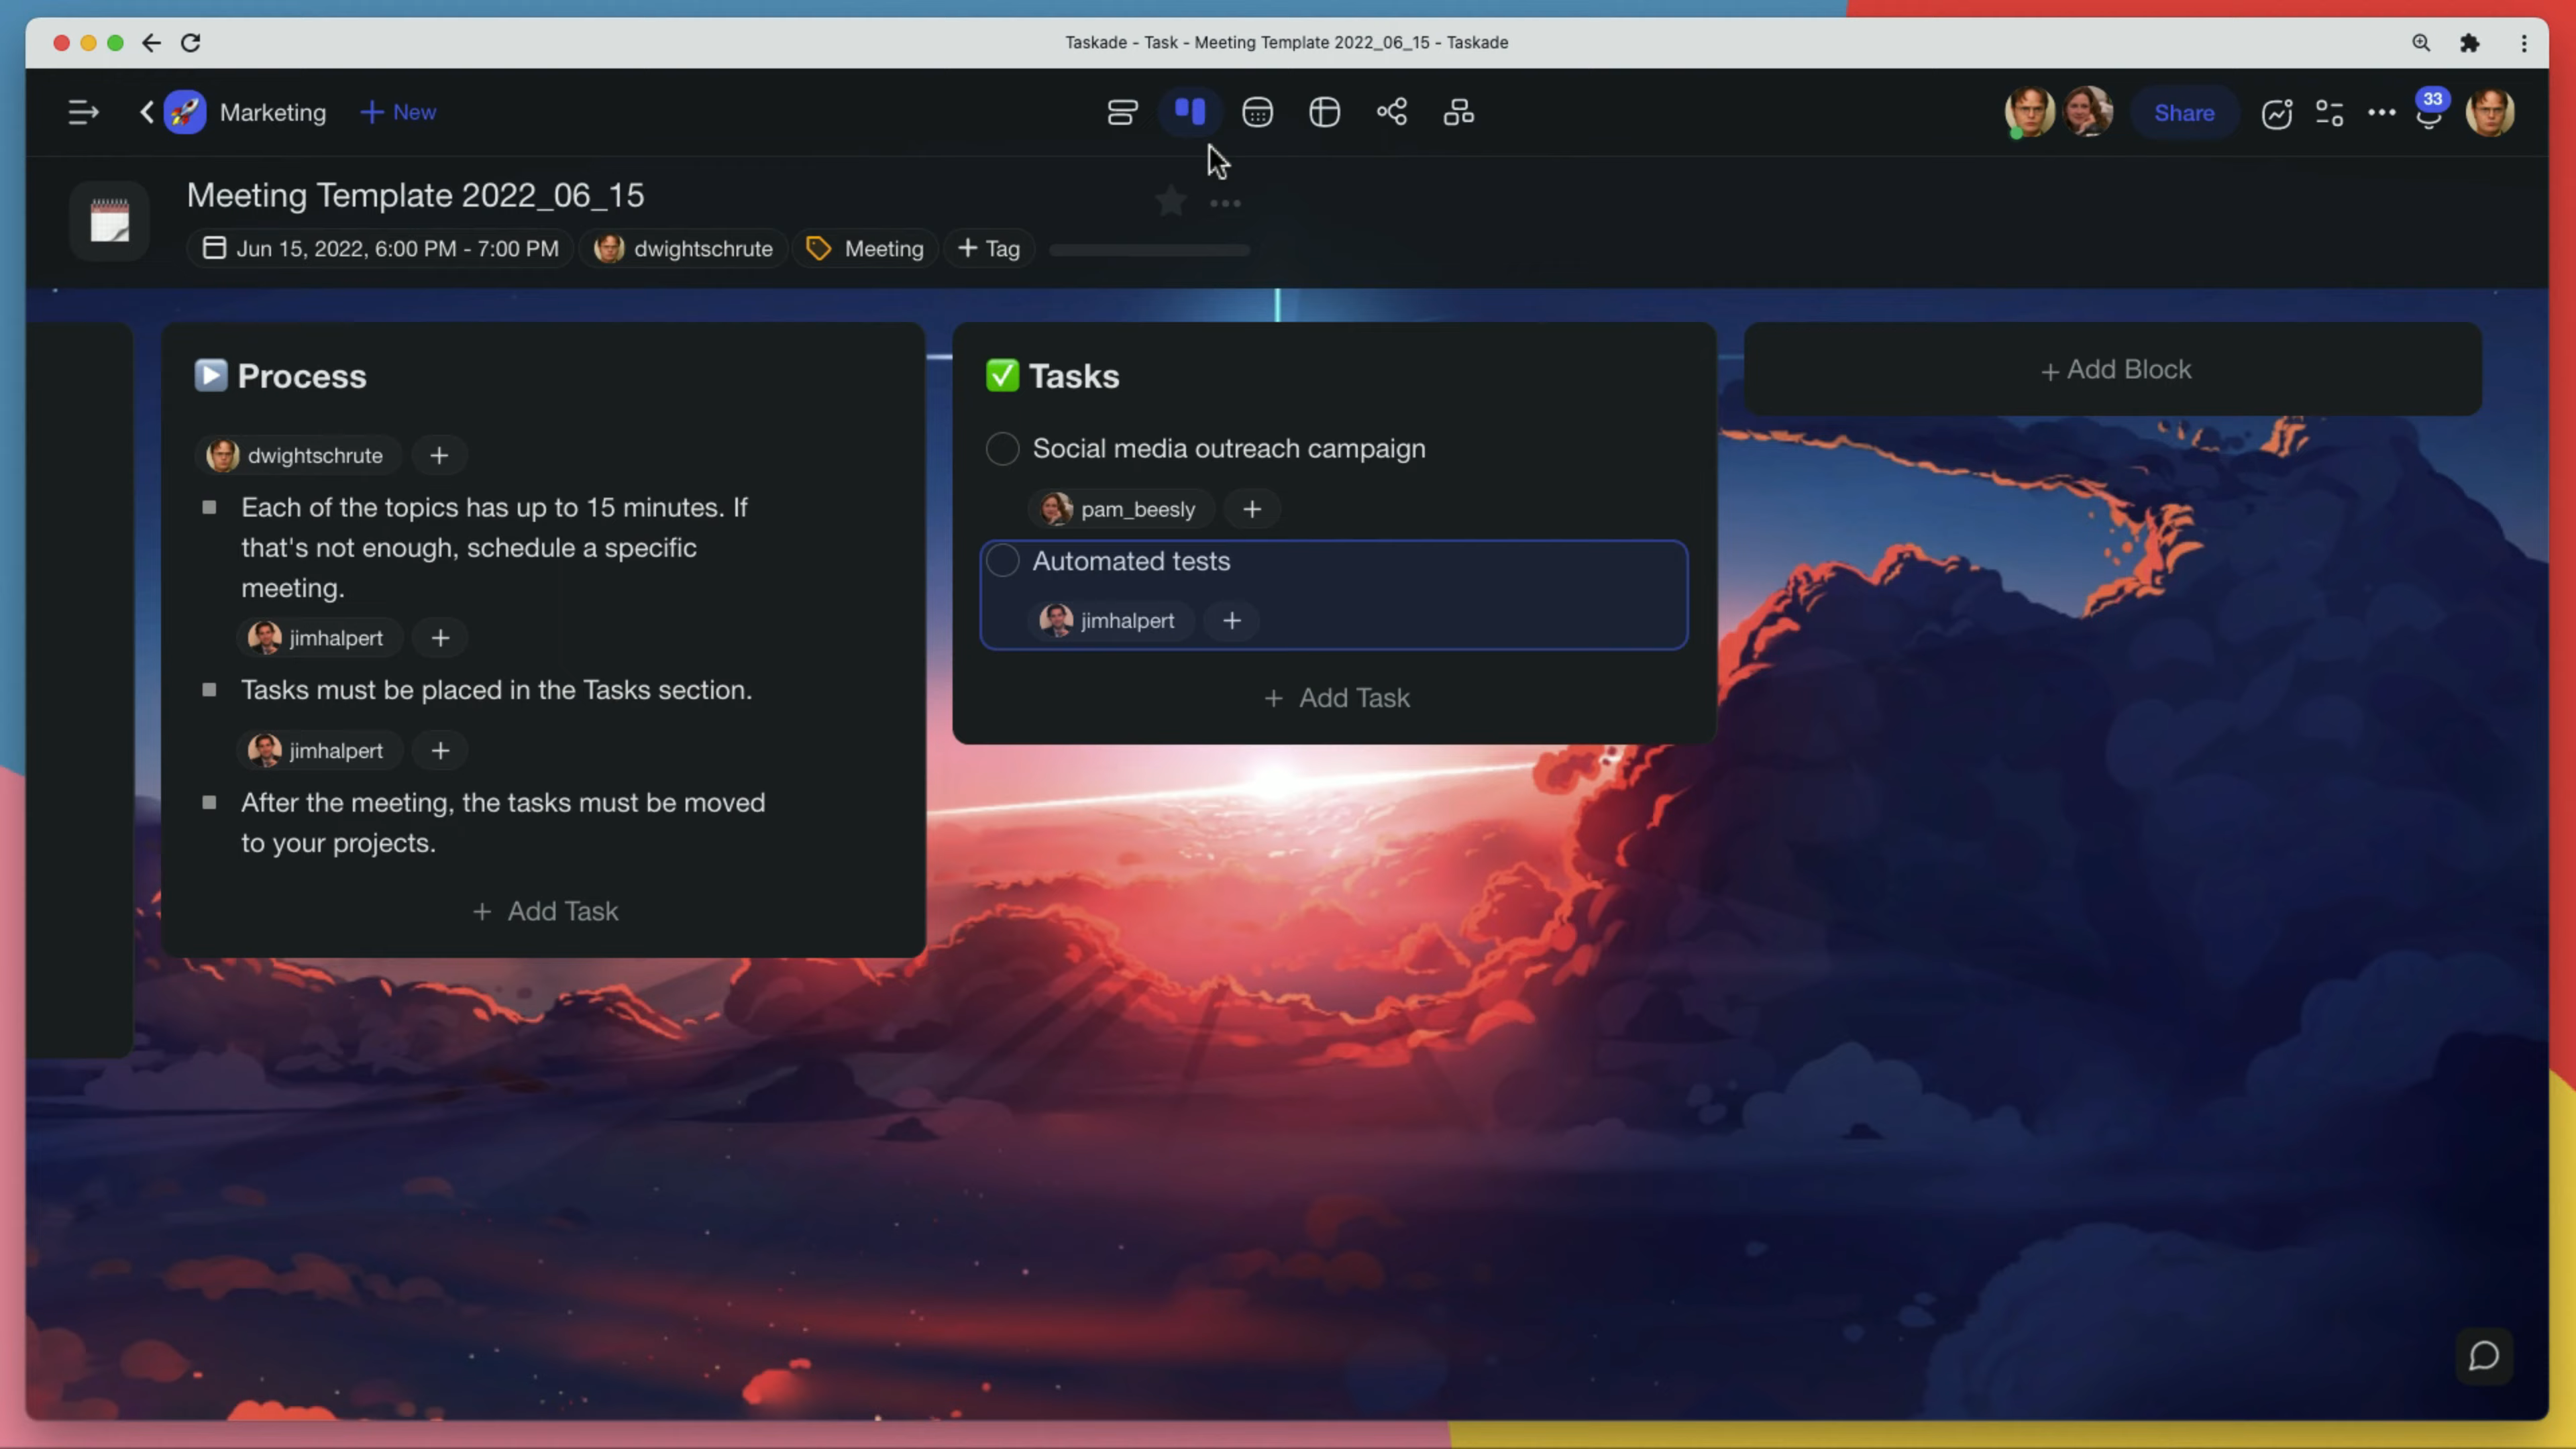 Taskade - Task - Meeting Template 2022_06_15 - Taskade
Marketing
+ New
Share
33
Meeting Template 2022_06_15
Jun 15, 2022, 6:00 PM - 7:00 PM
dwightschrute
Meeting
+ Tag
Process
dwightschrute
+
Each of the topics has up to 15 minutes. If
that's not enough, schedule a specific
meeting.
jimhalpert
+
Tasks must be placed in the Tasks section.
jimhalpert
+
After the meeting, the tasks must be moved
to your projects.
+ Add Task
Tasks
Social media outreach campaign
pam_beesly
+
Automated tests
jimhalpert
+
+ Add Task
+ Add Block